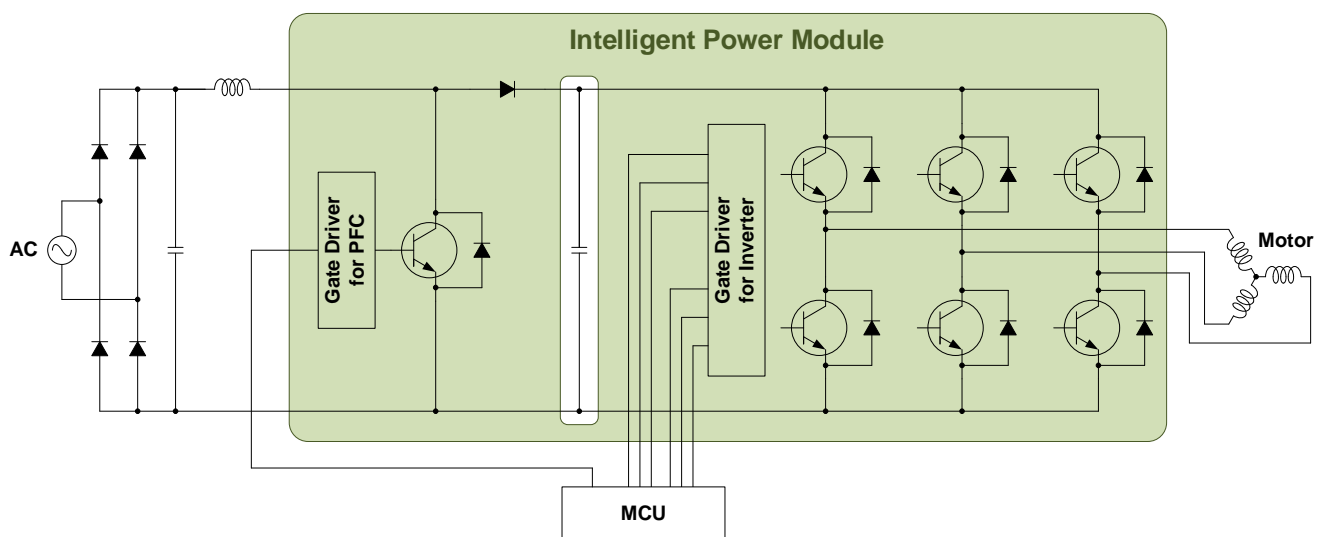 Intelligent Power Module
AC
Gate Driver
for PFC
Gate Driver
for Inverter
Motor
MCU